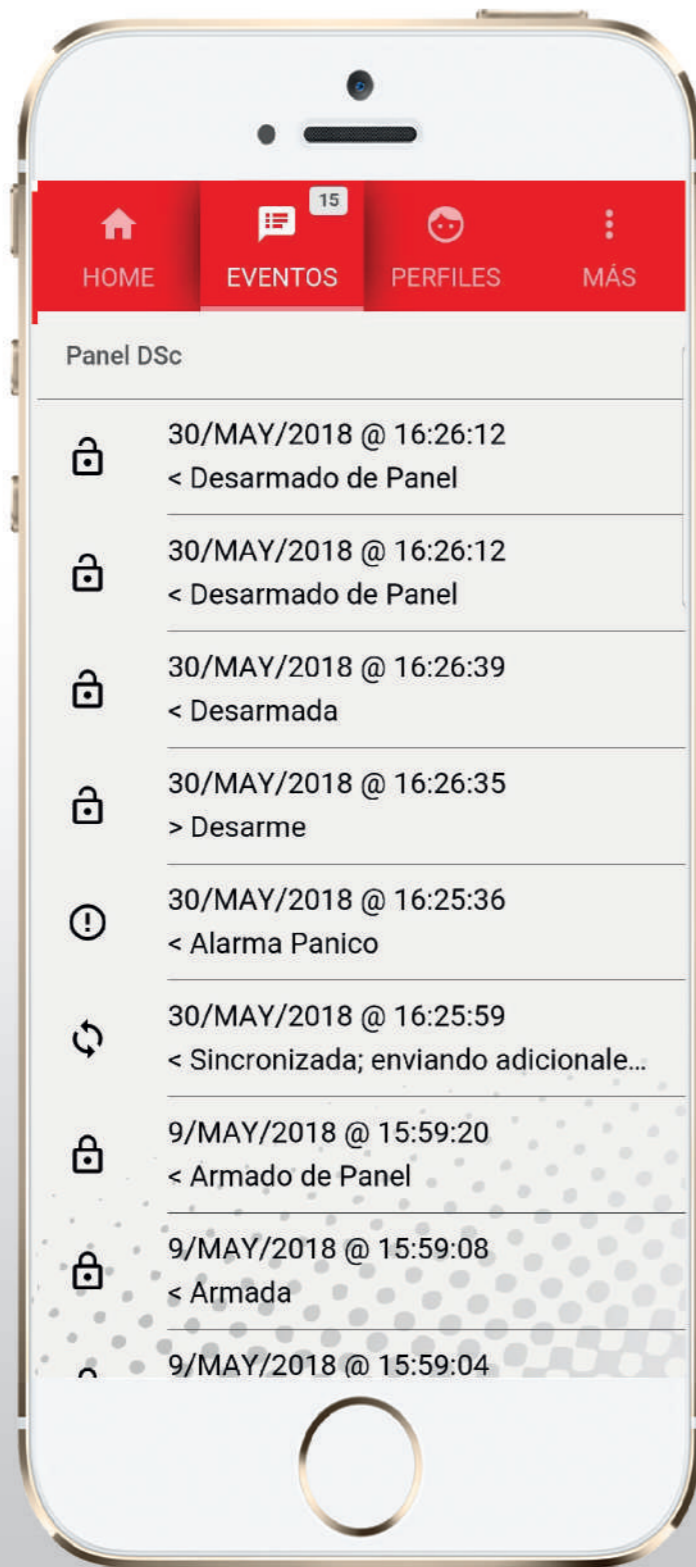 15
HOME
EVENTOS
PERFILES
MÁS
Panel DSc
30/MAY/2018 @ 16:26:12
< Desarmado de Panel
30/MAY/2018 @ 16:26:12
< Desarmado de Panel
30/MAY/2018 @ 16:26:39
< Desarmada
30/MAY/2018 @ 16:26:35
> Desarme
30/MAY/2018 @ 16:25:36
< Alarma Panico
30/MAY/2018 @ 16:25:59
< Sincronizada; enviando adicionale...
9/MAY/2018 @ 15:59:20
< Armado de Panel
9/MAY/2018 @ 15:59:08
< Armada
9/MAY/2018 @ 15:59:04